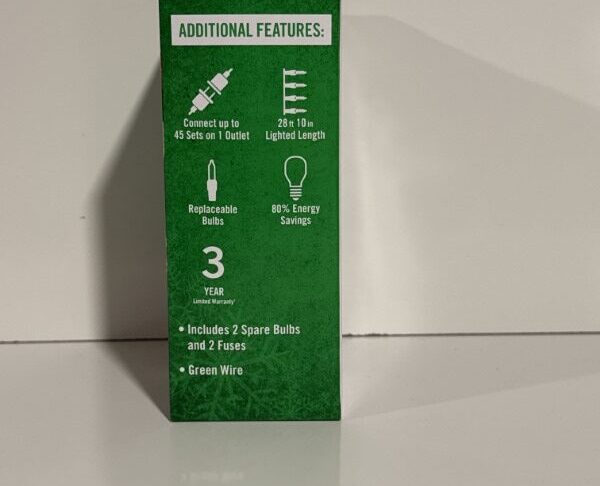 ADDITIONAL FEATURES:
Connect up to
45 Sets on 1 Outlet
28 ft 10 in
Lighted Length
Replaceable
Bulbs
80% Energy
Savings
3
YEAR
Limited Warranty†
• Includes 2 Spare Bulbs
and 2 Fuses
• Green Wire